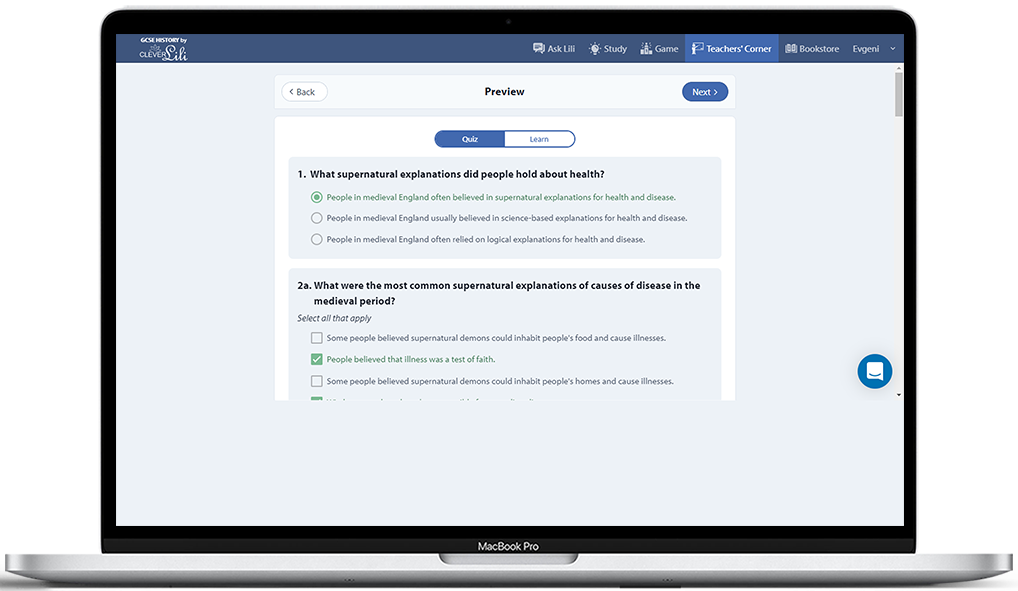 GCSE HISTORY by
CLEVER Lili
Ask Lili Study Game Teachers' Corner Bookstore Evgeni
Back Preview Next
Quiz Learn
1. What supernatural explanations did people hold about health?
People in medieval England often believed in supernatural explanations for health and disease.
People in medieval England usually believed in science-based explanations for health and disease.
People in medieval England often relied on logical explanations for health and disease.
2a. What were the most common supernatural explanations of causes of disease in the
medieval period?
Select all that apply
Some people believed supernatural demons could inhabit people's food and cause illnesses.
People believed that illness was a test of faith.
Some people believed supernatural demons could inhabit people's homes and cause illnesses.
MacBook Pro